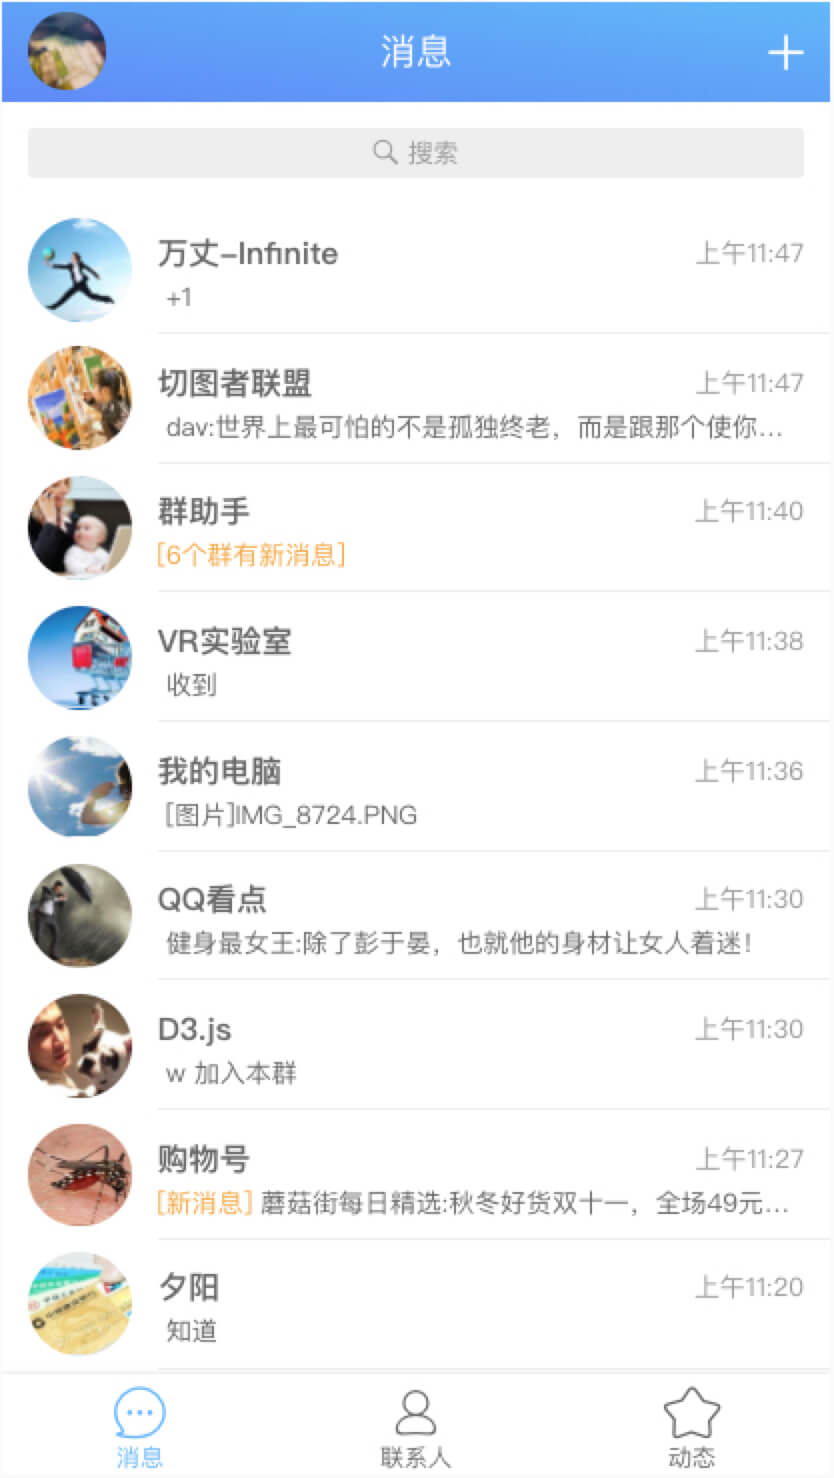 消息
搜索
万丈-Infinite 上午11:47
+1
切图者联盟 上午11:47
dav:世界上最可怕的不是孤独终老，而是跟那个使你...
群助手 上午11:40
[6个群有新消息]
VR实验室 上午11:38
收到
我的电脑 上午11:36
[图片]IMG_8724.PNG
QQ看点 上午11:30
健身最女王:除了彭于晏，也就他的身材让女人着迷！
D3.js 上午11:30
w 加入本群
购物号 上午11:27
[新消息] 蘑菇街每日精选:秋冬好货双十一，全场49元...
夕阳 上午11:20
知道
消息 联系人 动态